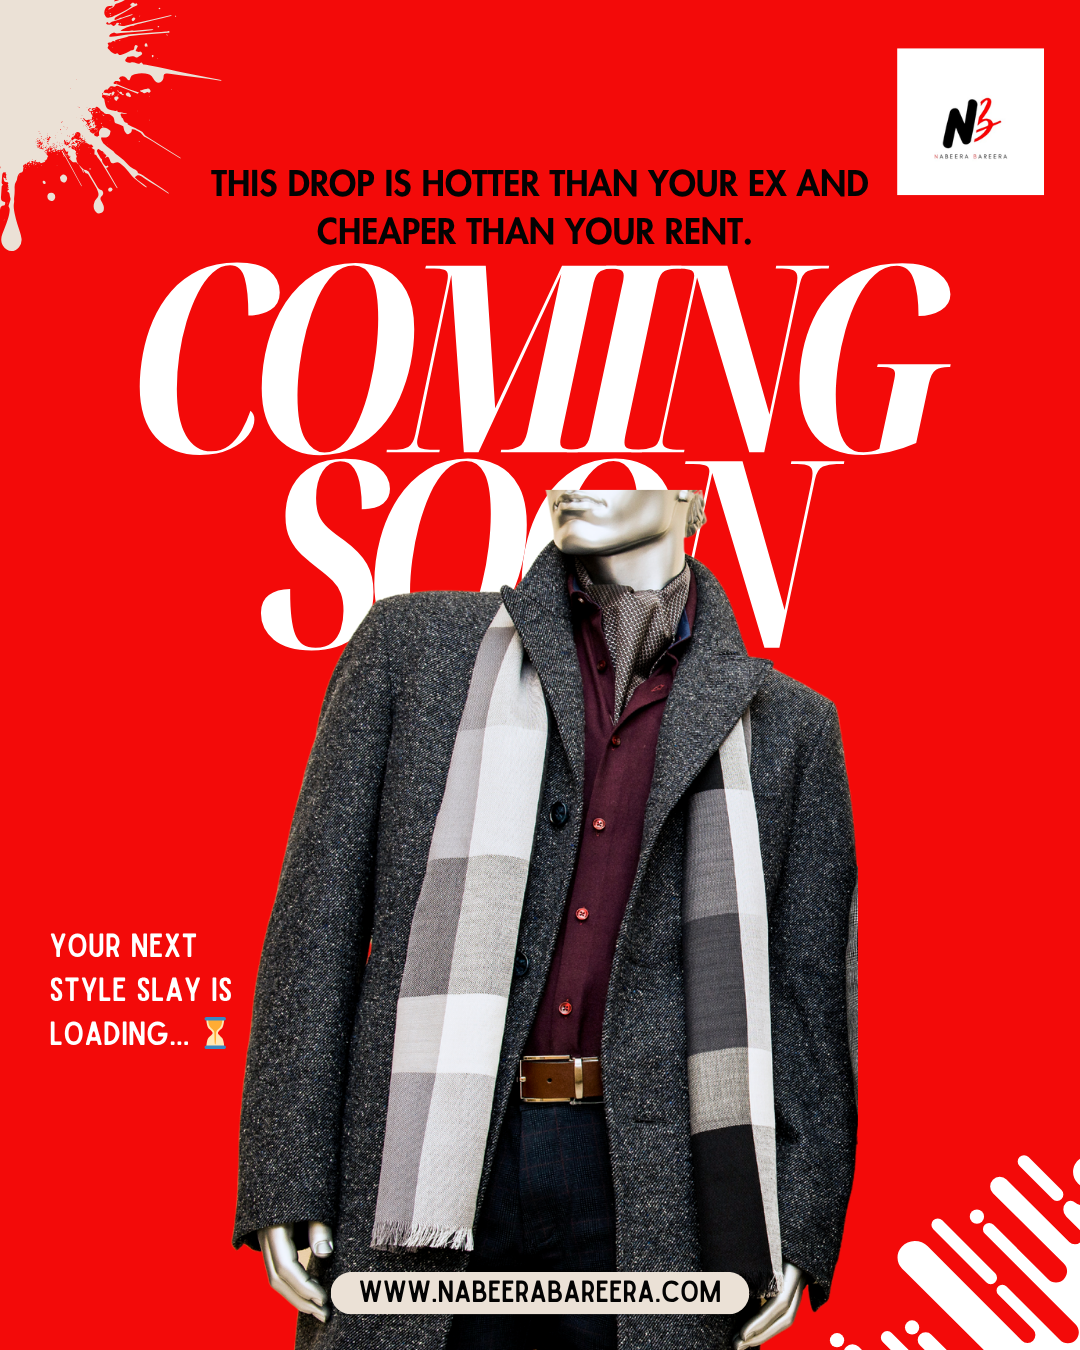 NB
NABEERA BAREERA
THIS DROP IS HOTTER THAN YOUR EX AND
CHEAPER THAN YOUR RENT.
COMING
SOON
YOUR NEXT
STYLE SLAY IS
LOADING... ⏳
WWW.NABEERABAREERA.COM